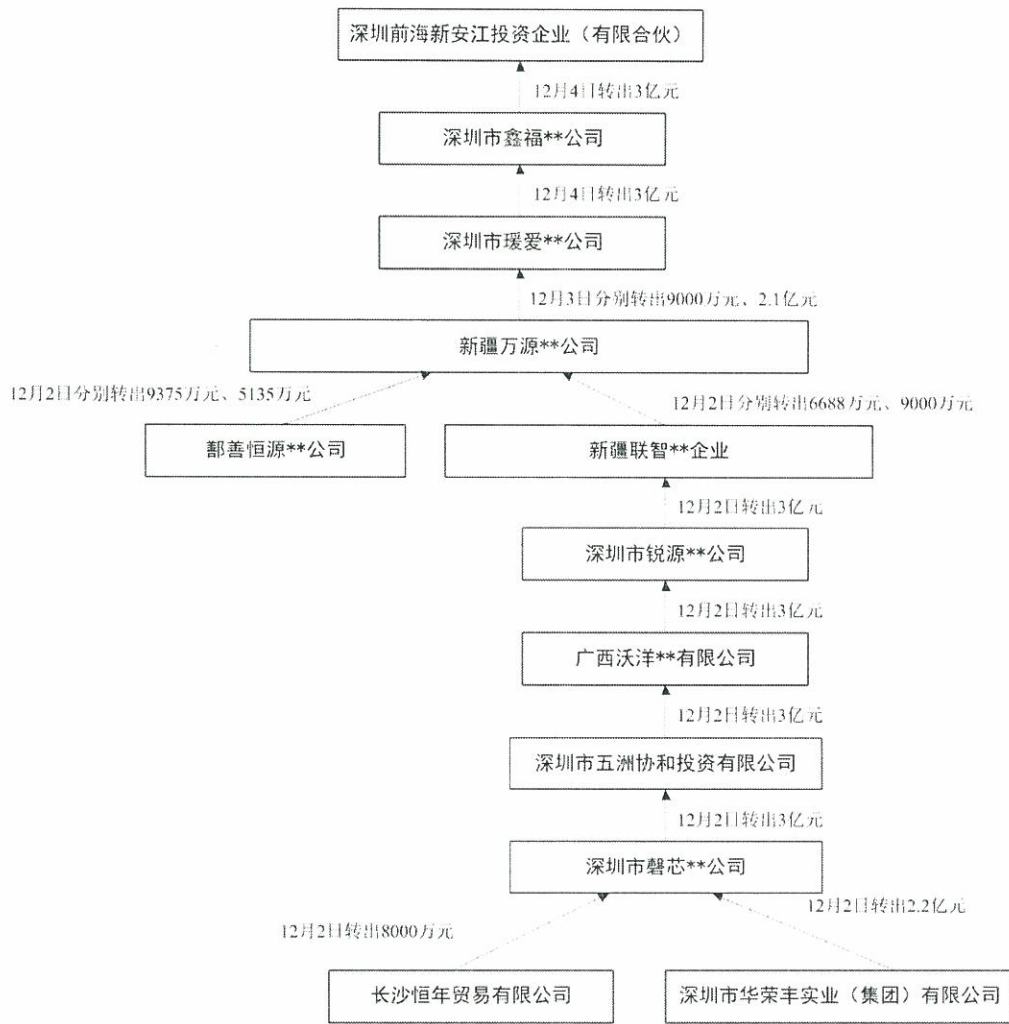 深圳前海新安江投资企业（有限合伙）
12月4日转出3亿元
深圳市鑫福**公司
12月4日转出3亿元
深圳市瑗爱**公司
12月3日分别转出9000万元、2.1亿元
新疆万源**公司
12月2日分别转出9375万元、5135万元
12月2日分别转出6688万元、9000万元
鄯善恒源**公司
新疆联智**企业
12月2日转出3亿元
深圳市锐源**公司
12月2日转出3亿元
广西沃洋**有限公司
12月2日转出3亿元
深圳市五洲协和投资有限公司
12月2日转出3亿元
深圳市磬芯**公司
12月2日转出2.2亿元
12月2日转出8000万元
长沙恒年贸易有限公司
深圳市华荣丰实业（集团）有限公司